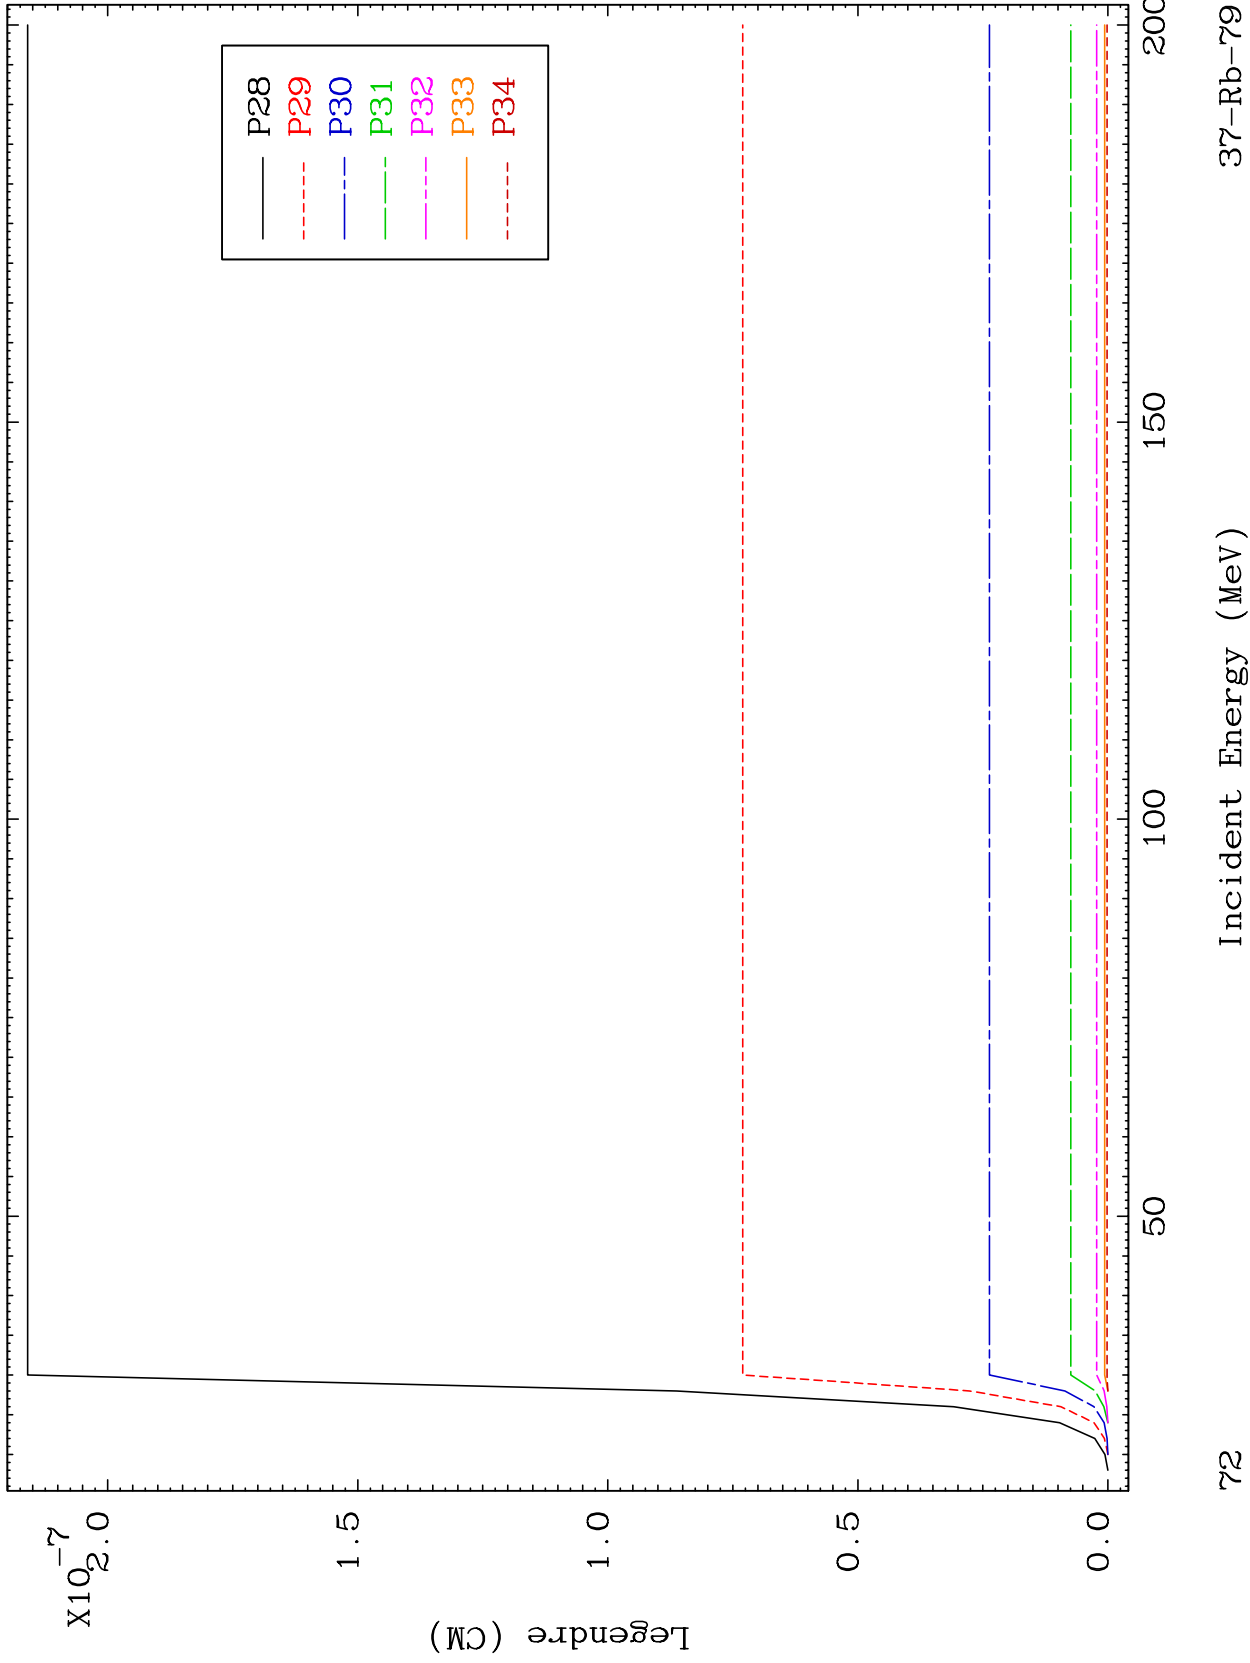 X10-7
2.0
1.5
1.0
0.5
0.0
Legendre (CM)
P28
P29
P30
P31
P32
P33
P34
50
100
150
200
Incident Energy (MeV)
72
37-Rb-79